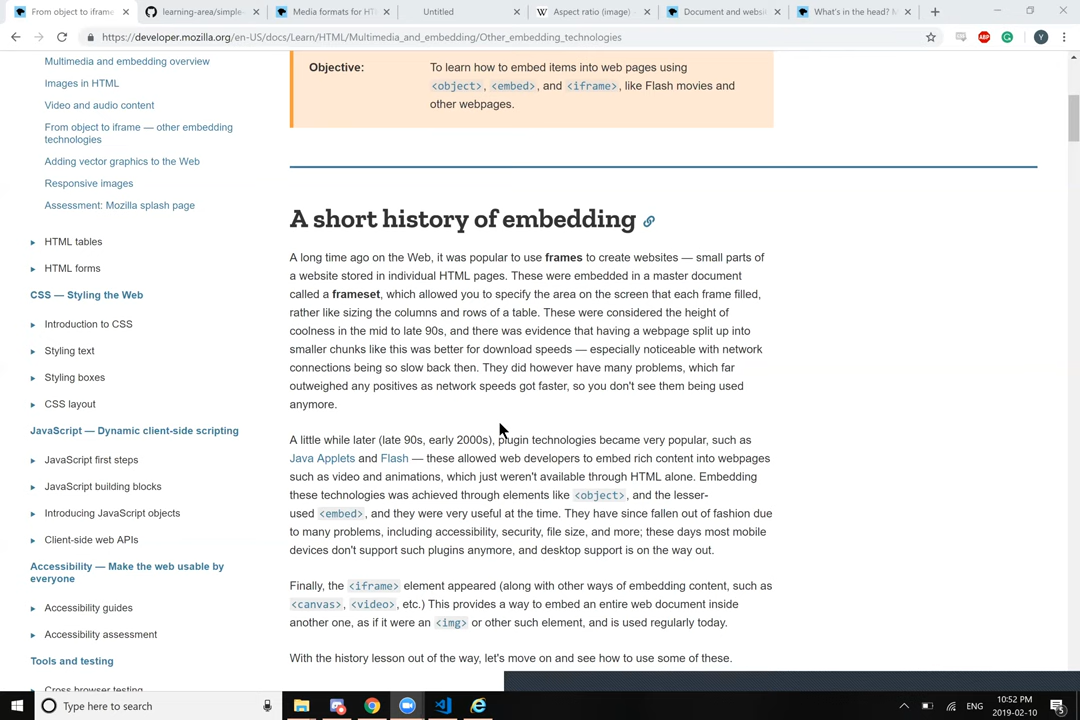 From object to iframe
learning-area/simple-
Media formats for HT
Untitled
Aspect ratio (image) -
Document and websit
What's in the head? M
https://developer.mozilla.org/en-US/docs/Learn/HTML/Multimedia_and_embedding/Other_embedding_technologies
ABP
Y
Multimedia and embedding overview
Images in HTML
Video and audio content
From object to iframe — other embedding
technologies
Adding vector graphics to the Web
Responsive images
Assessment: Mozilla splash page
HTML tables
HTML forms
CSS — Styling the Web
Introduction to CSS
Styling text
Styling boxes
CSS layout
JavaScript — Dynamic client-side scripting
JavaScript first steps
JavaScript building blocks
Introducing JavaScript objects
Client-side web APIs
Accessibility — Make the web usable by
everyone
Accessibility guides
Accessibility assessment
Tools and testing
Cross browser testing
Objective:
To learn how to embed items into web pages using
<object>, <embed>, and <iframe>, like Flash movies and
other webpages.
A short history of embedding
A long time ago on the Web, it was popular to use frames to create websites — small parts of
a website stored in individual HTML pages. These were embedded in a master document
called a frameset, which allowed you to specify the area on the screen that each frame filled,
rather like sizing the columns and rows of a table. These were considered the height of
coolness in the mid to late 90s, and there was evidence that having a webpage split up into
smaller chunks like this was better for download speeds — especially noticeable with network
connections being so slow back then. They did however have many problems, which far
outweighed any positives as network speeds got faster, so you don't see them being used
anymore.
A little while later (late 90s, early 2000s), plugin technologies became very popular, such as
Java Applets and Flash — these allowed web developers to embed rich content into webpages
such as video and animations, which just weren't available through HTML alone. Embedding
these technologies was achieved through elements like <object>, and the lesser-
used <embed>, and they were very useful at the time. They have since fallen out of fashion due
to many problems, including accessibility, security, file size, and more; these days most mobile
devices don't support such plugins anymore, and desktop support is on the way out.
Finally, the <iframe> element appeared (along with other ways of embedding content, such as
<canvas>, <video>, etc.) This provides a way to embed an entire web document inside
another one, as if it were an <img> or other such element, and is used regularly today.
With the history lesson out of the way, let's move on and see how to use some of these.
Type here to search
ENG
10:52 PM
2019-02-10
5